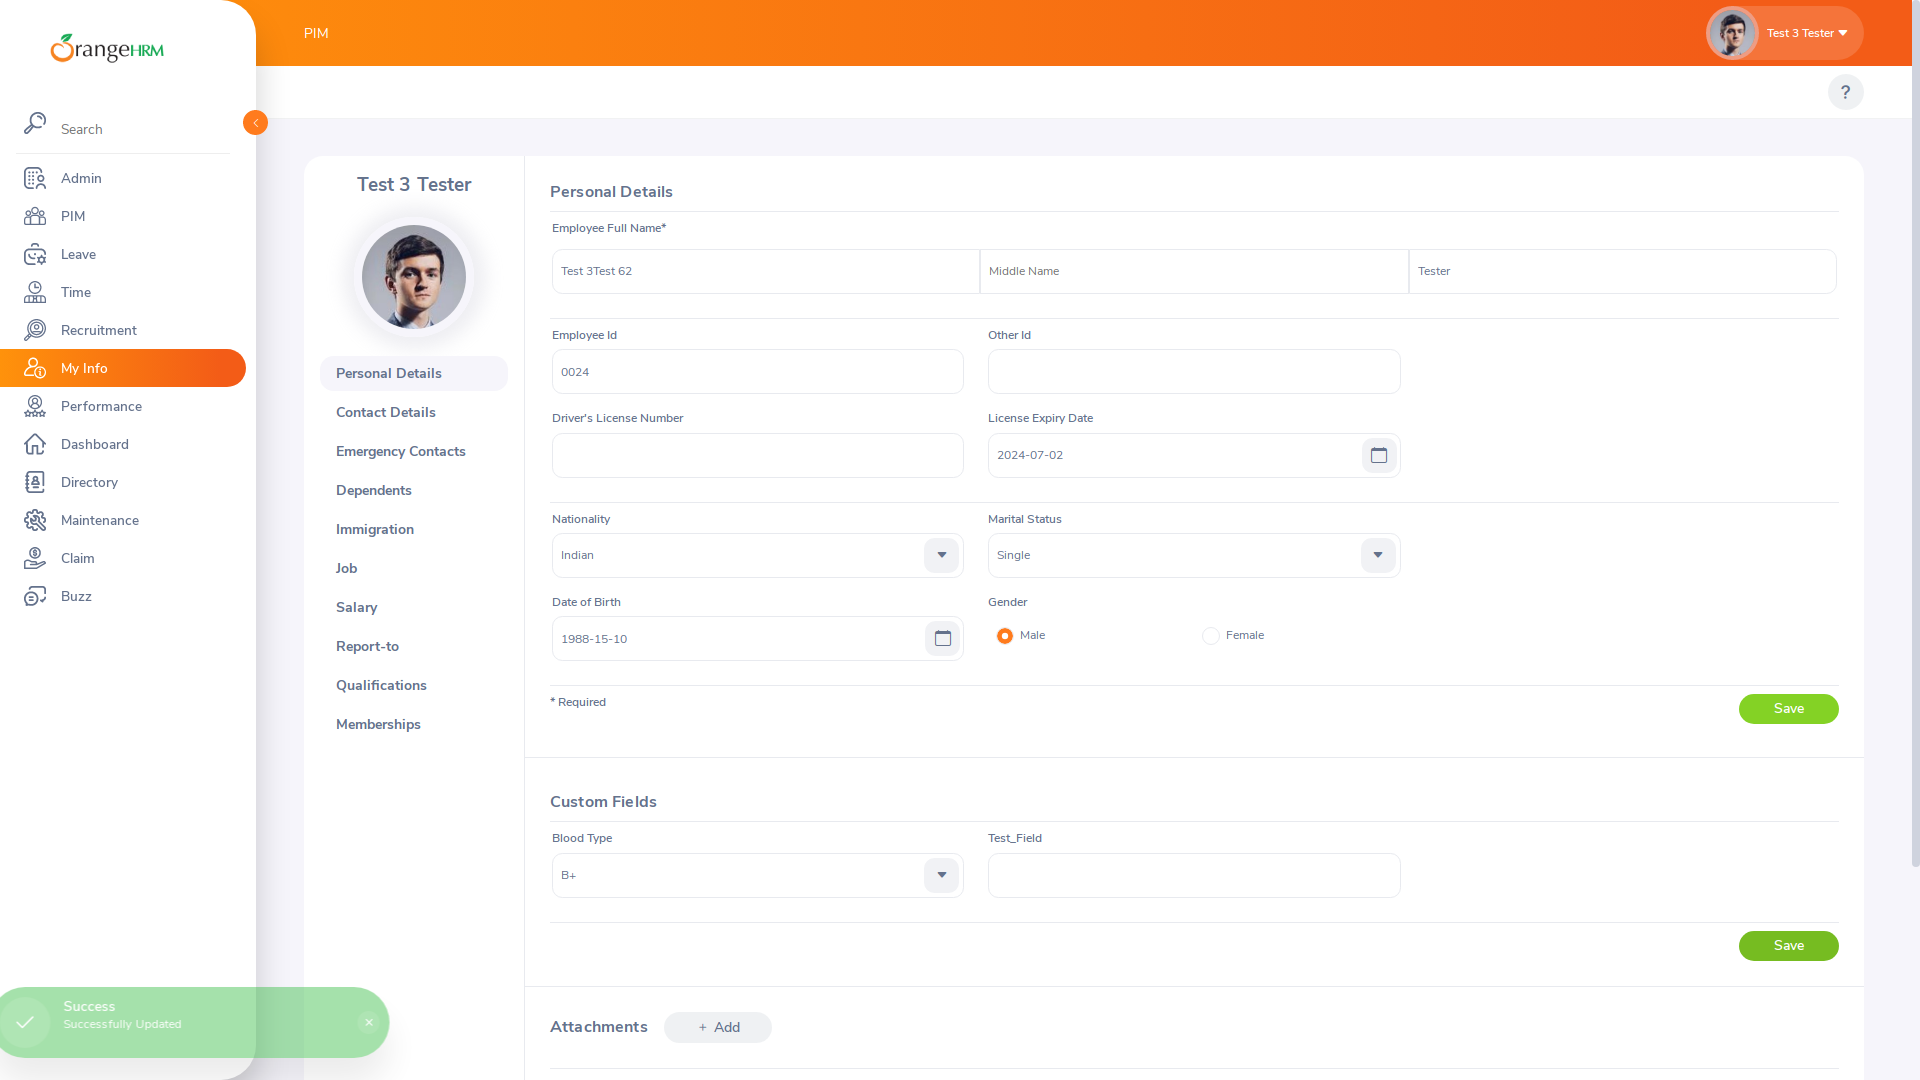 OrangeHRM
PIM
Test 3 Tester
?
Search
Admin
PIM
Leave
Time
Recruitment
My Info
Performance
Dashboard
Directory
Maintenance
Claim
Buzz
Test 3 Tester
Personal Details
Contact Details
Emergency Contacts
Dependents
Immigration
Job
Salary
Report-to
Qualifications
Memberships
Personal Details
Employee Full Name*
Test 3Test 62 Middle Name Tester
Employee Id Other Id
0024
Driver's License Number License Expiry Date
2024-07-02
Nationality Marital Status
Indian Single
Date of Birth Gender
1988-15-10 Male Female
* Required Save
Custom Fields
Blood Type Test_Field
B+
Save
Attachments + Add
Success
Successfully Updated
×